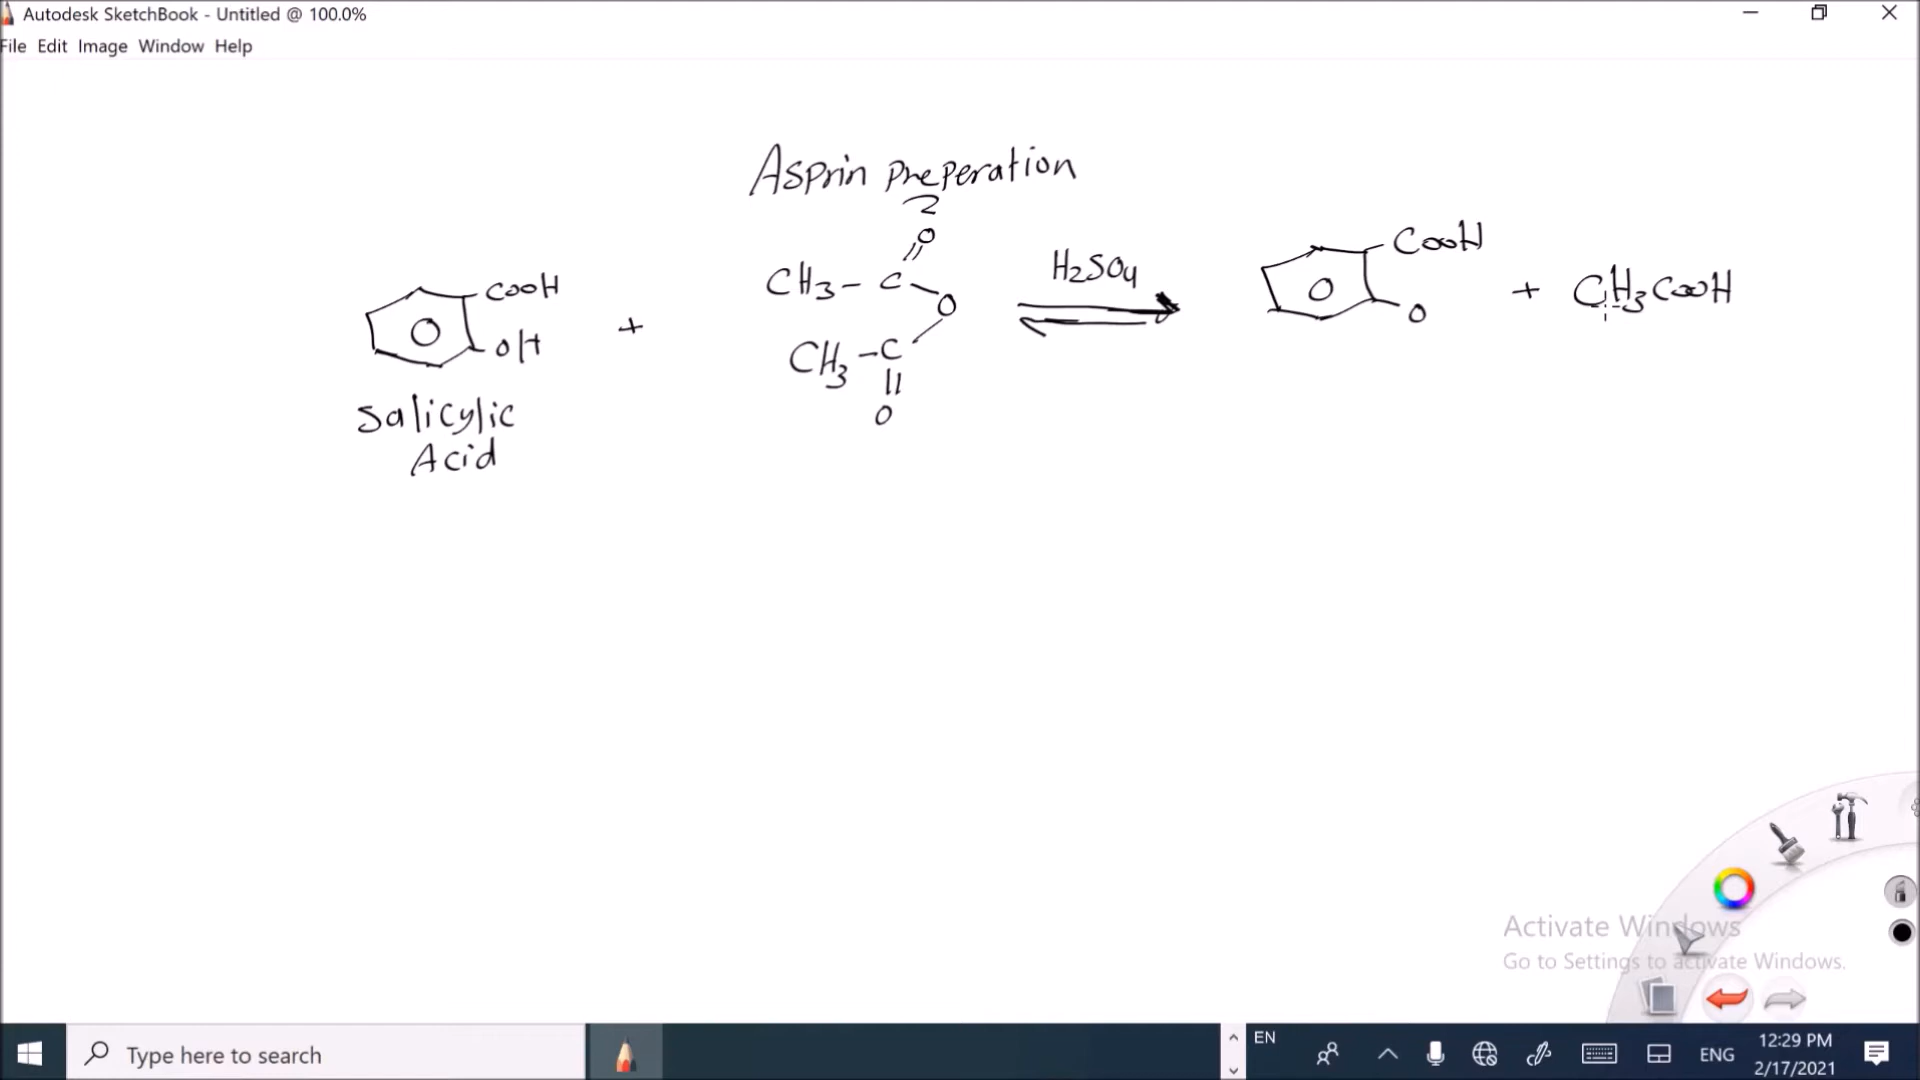 Autodesk SketchBook - Untitled @ 100.0%
File Edit Image Window Help
Asprin preperation
2
COOH
OH
Salicylic
Acid
+
O
CH3 - C
O
CH3 - C
O
H2SO4
O
COOH
O
+ CH3COOH
Activate Windows
Go to Settings to activate Windows.
Type here to search
EN
ENG
12:29 PM
2/17/2021